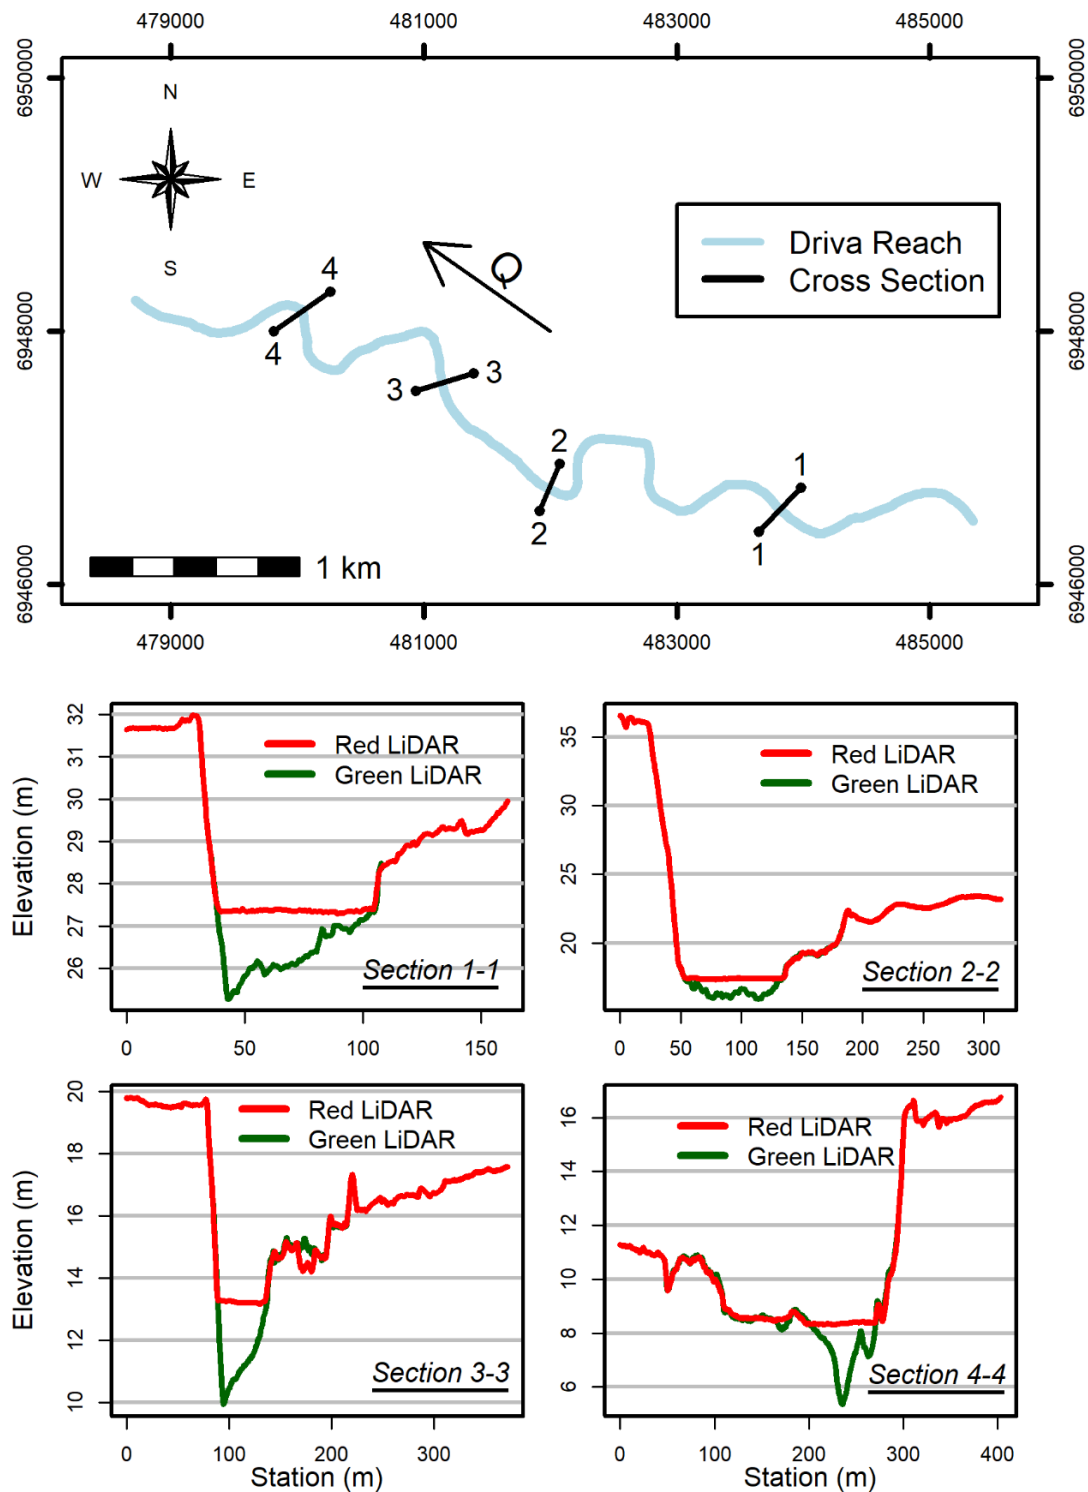 479000 481000 483000 485000
6950000 6950000
N
W E
S
Driva Reach
Cross Section
Q
4
4
6948000 6948000
3 3
2
2
1
1
1 km
6946000 6946000
479000 481000 483000 485000
Elevation (m)
32
31
30
29
28
27
26
Red LiDAR
Green LiDAR
Section 1-1
0 50 100 150
35
30
25
20
Red LiDAR
Green LiDAR
Section 2-2
0 50 100 150 200 250 300
Elevation (m)
20
18
16
14
12
10
Red LiDAR
Green LiDAR
Section 3-3
0 100 200 300
Station (m)
16
14
12
10
8
6
Red LiDAR
Green LiDAR
Section 4-4
0 100 200 300 400
Station (m)